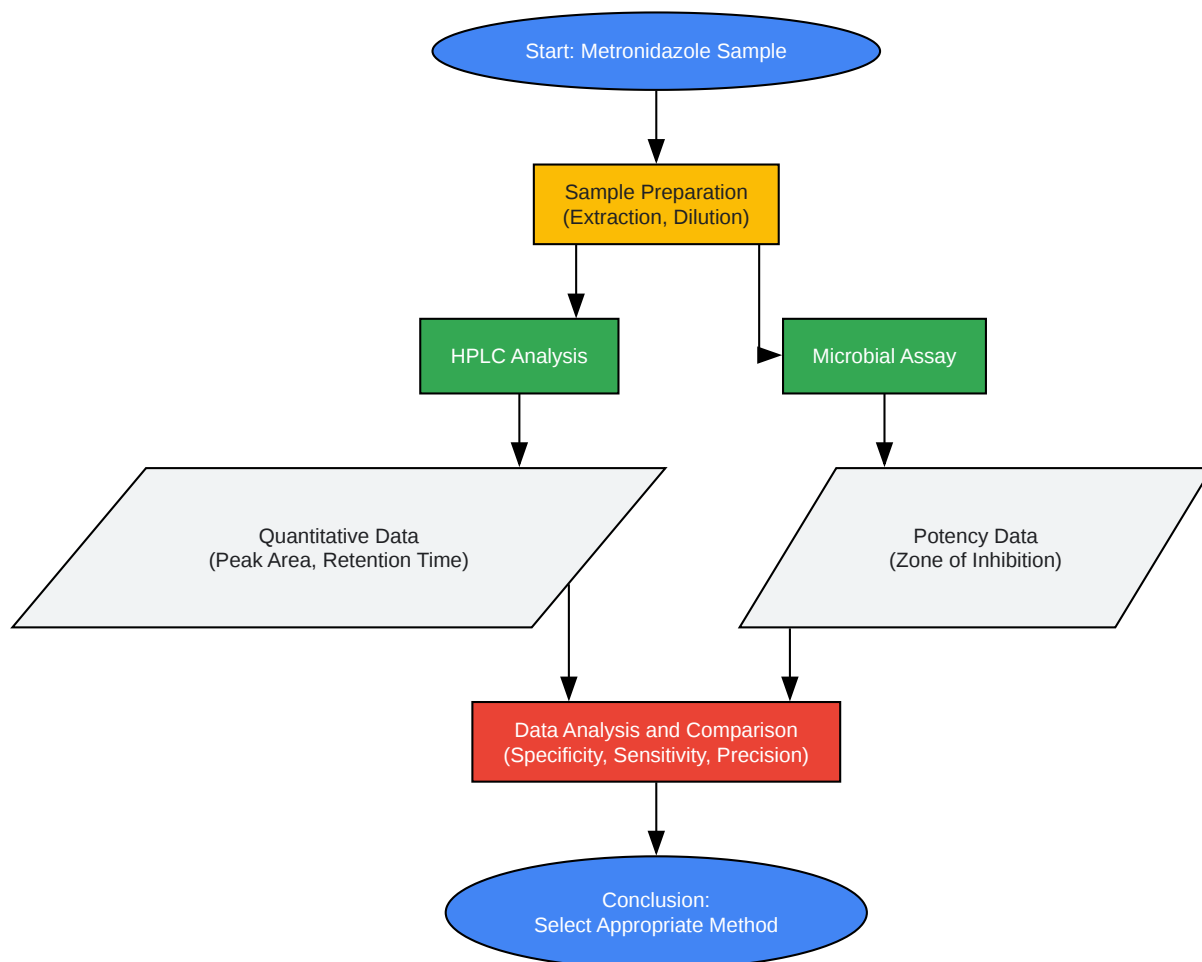 Start: Metronidazole Sample
Sample Preparation
(Extraction, Dilution)
HPLC Analysis
Microbial Assay
Quantitative Data
(Peak Area, Retention Time)
Potency Data
(Zone of Inhibition)
Data Analysis and Comparison
(Specificity, Sensitivity, Precision)
Conclusion:
Select Appropriate Method